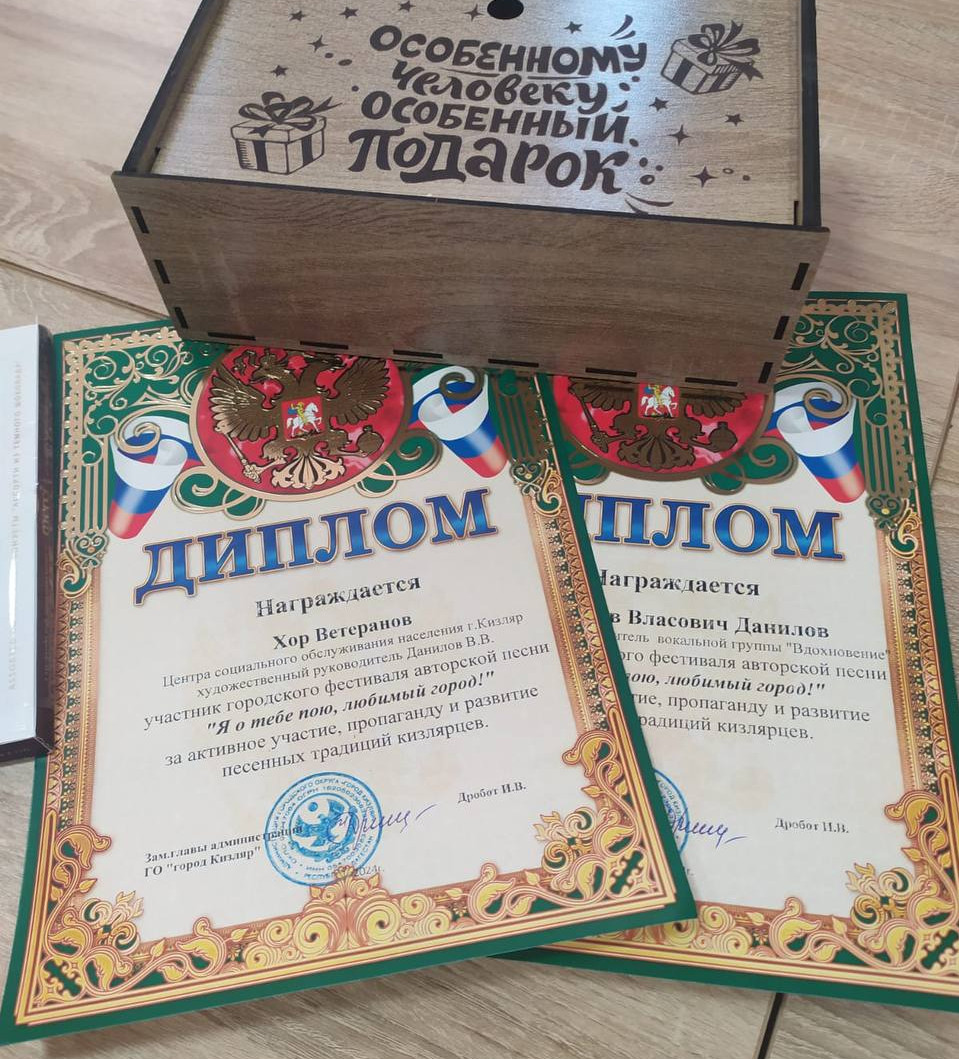 ОСОБЕННОМУ
Человеку
ОСОБЕННЫЙ
ПОДАРОК
ДИПЛОМ
Награждается
Хор Ветеранов
Центра социального обслуживания населения г.Кизляр
художественный руководитель Данилов В.В.
участник городского фестиваля авторской песни
"Я о тебе пою, любимый город!"
за активное участие, пропаганду и развитие
песенных традиций кизлярцев.
Зам.главы администрации
ГО "город Кизляр"
Дробот И.В.
2024г.
ПЛОМ
Награждается
Власович Данилов
вокальной группы "Вдохновение"
фестиваля авторской песни
пою, любимый город!"
пропаганду и развитие
традиций кизлярцев.
Дробот И.В.